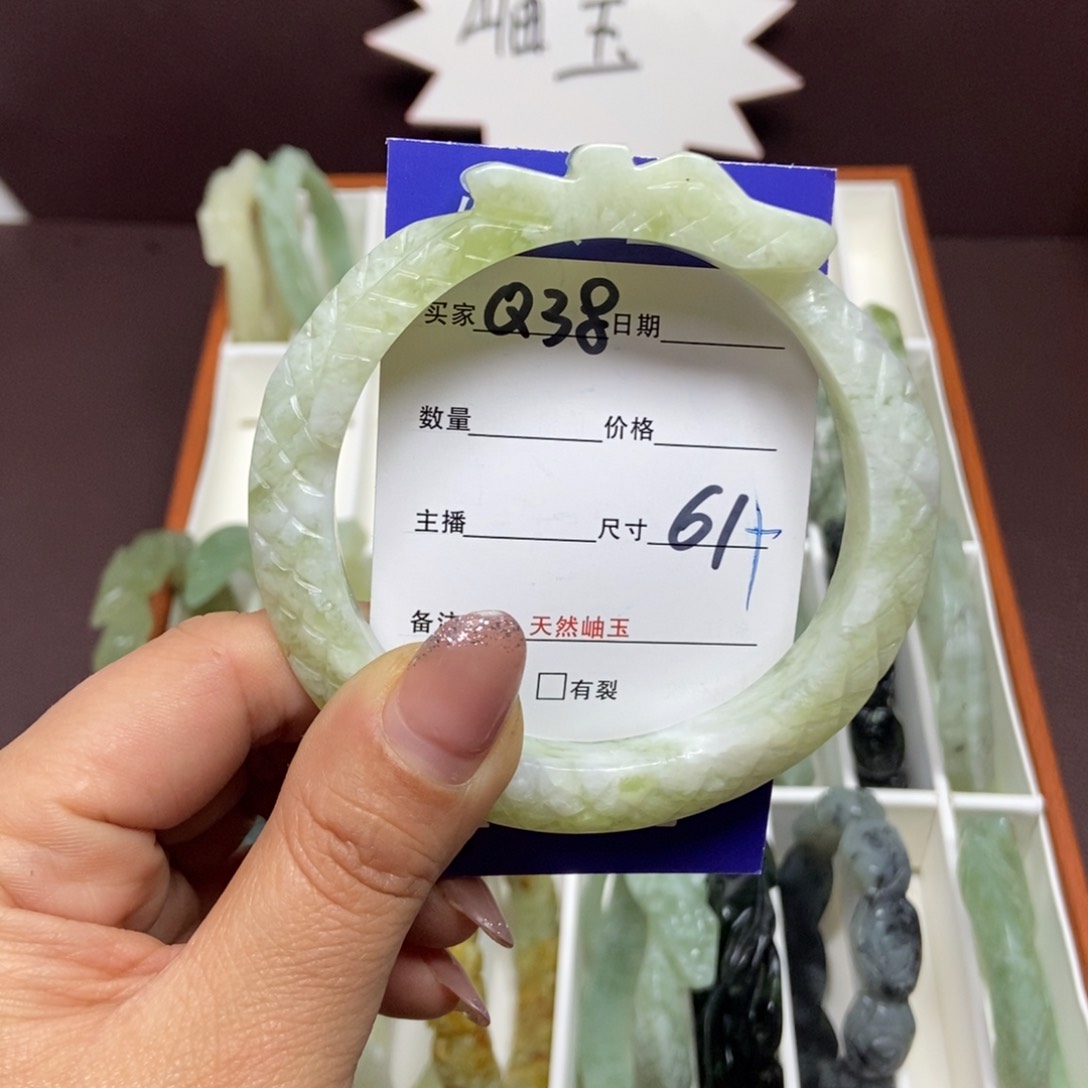 岫玉
买家 Q38 日期
数量 价格
主播 尺寸 61+
备注 天然岫玉
□有裂